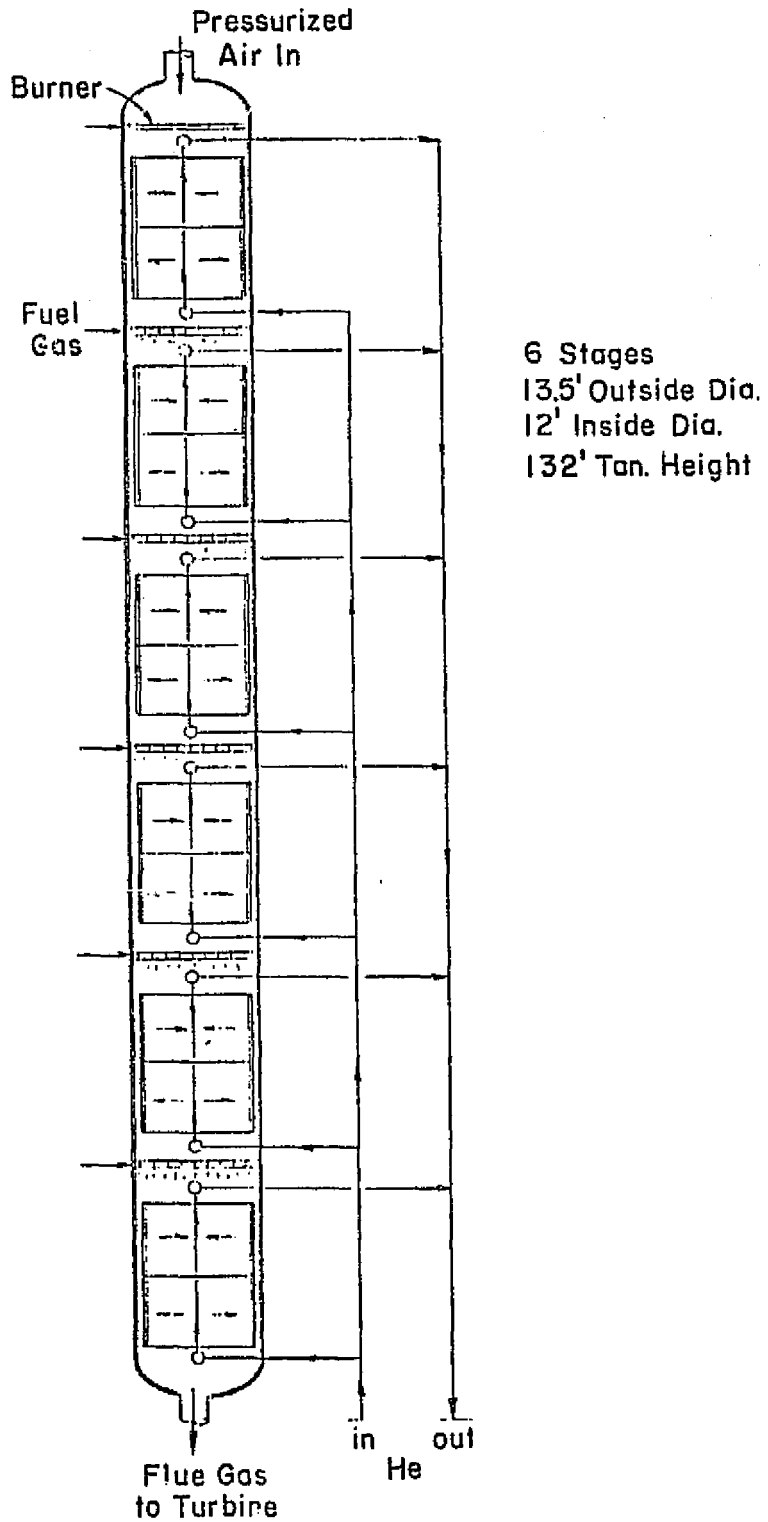 Pressurized
Air In
Burner
Fuel
Gas
6 Stages
13.5' Outside Dia.
12' Inside Dia.
132' Tan. Height
in out
He
Flue Gas
to Turbine